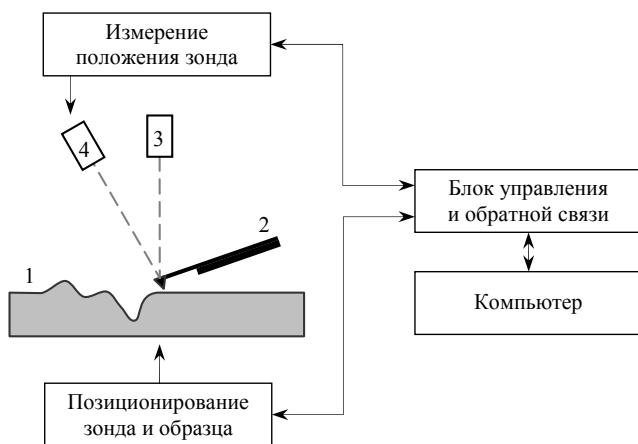 Измерение
положения зонда
4
3
2
1
Блок управления
и обратной связи
Компьютер
Позиционирование
зонда и образца